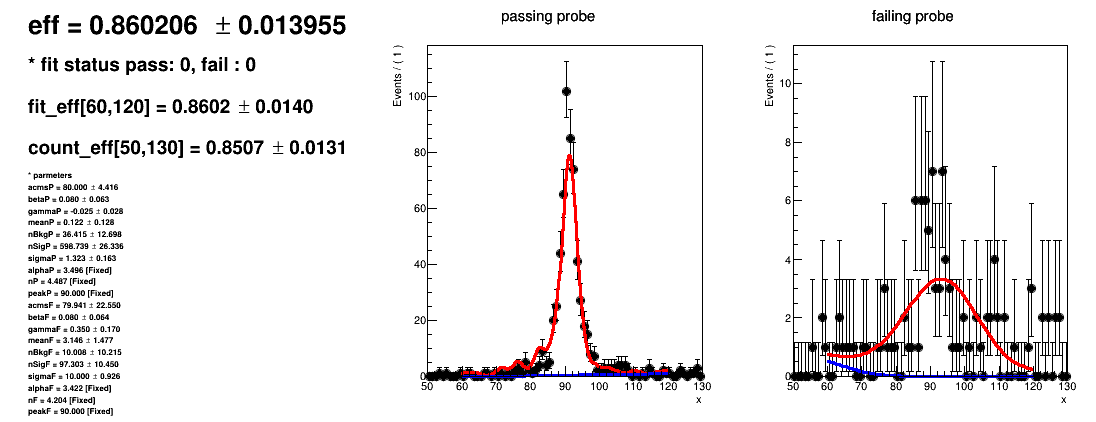 eff = 0.860206 ± 0.013955
* fit status pass: 0, fail : 0
fit_eff[60,120] = 0.8602 ± 0.0140
count_eff[50,130] = 0.8507 ± 0.0131
* parmeters
acmsP = 80.000 ± 4.416
betaP = 0.080 ± 0.063
gammaP = -0.025 ± 0.028
meanP = 0.122 ± 0.128
nBkgP = 36.415 ± 12.698
nSigP = 598.739 ± 26.336
sigmaP = 1.323 ± 0.163
alphaP = 3.496 [Fixed]
nP = 4.487 [Fixed]
peakP = 90.000 [Fixed]
acmsF = 79.941 ± 22.550
betaF = 0.080 ± 0.064
gammaF = 0.350 ± 0.170
meanF = 3.146 ± 1.477
nBkgF = 10.008 ± 10.215
nSigF = 97.303 ± 10.450
sigmaF = 10.000 ± 0.926
alphaF = 3.422 [Fixed]
nF = 4.204 [Fixed]
peakF = 90.000 [Fixed]
passing probe
Events / ( 1 )
100
80
60
40
20
0
50 60 70 80 90 100 110 120 130
x
failing probe
Events / ( 1 )
10
8
6
4
2
0
50 60 70 80 90 100 110 120 130
x